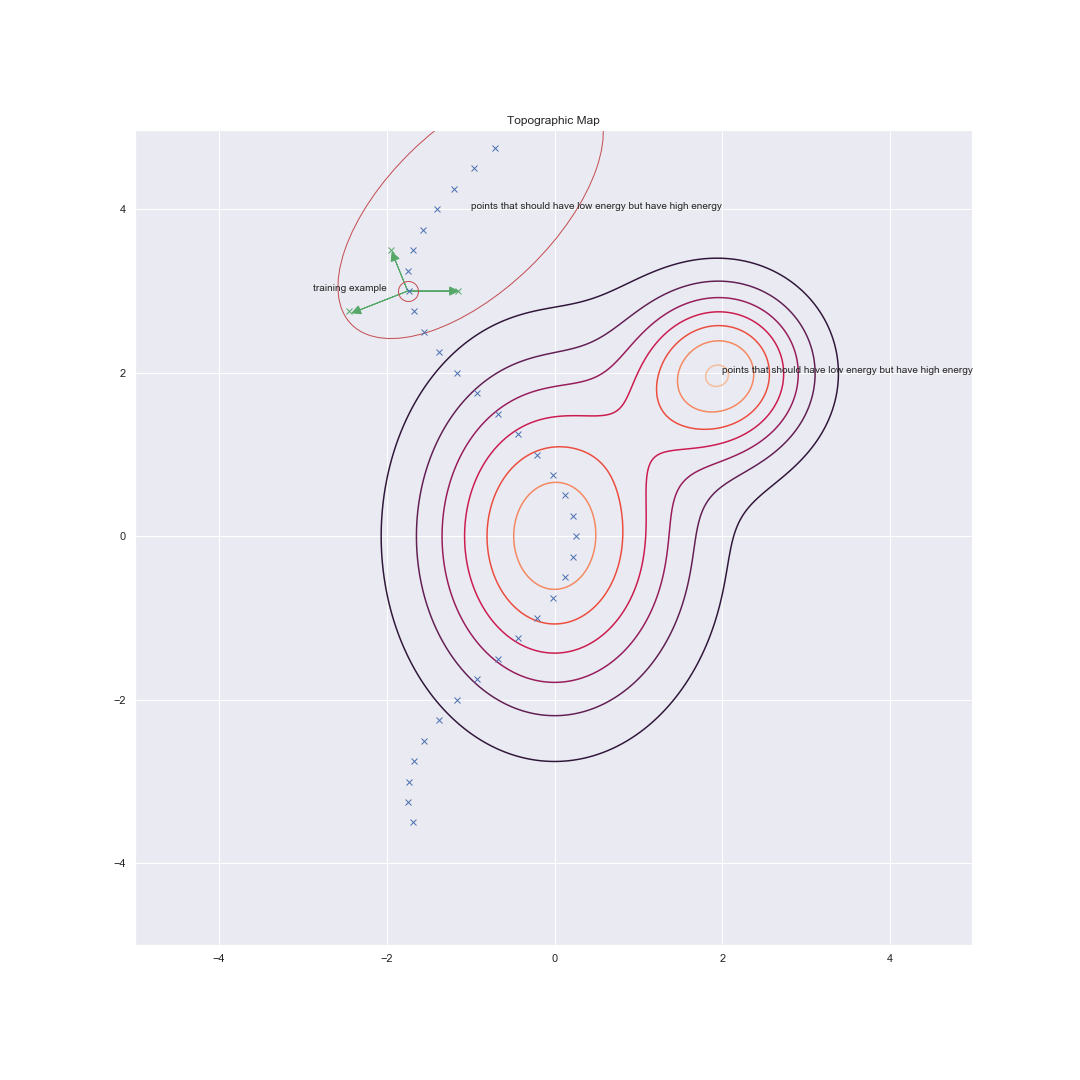 Topographic Map
4
points that should have low energy but have high energy
training example
2
points that should have low energy but have high energy
0
−2
−4
−4 −2 0 2 4